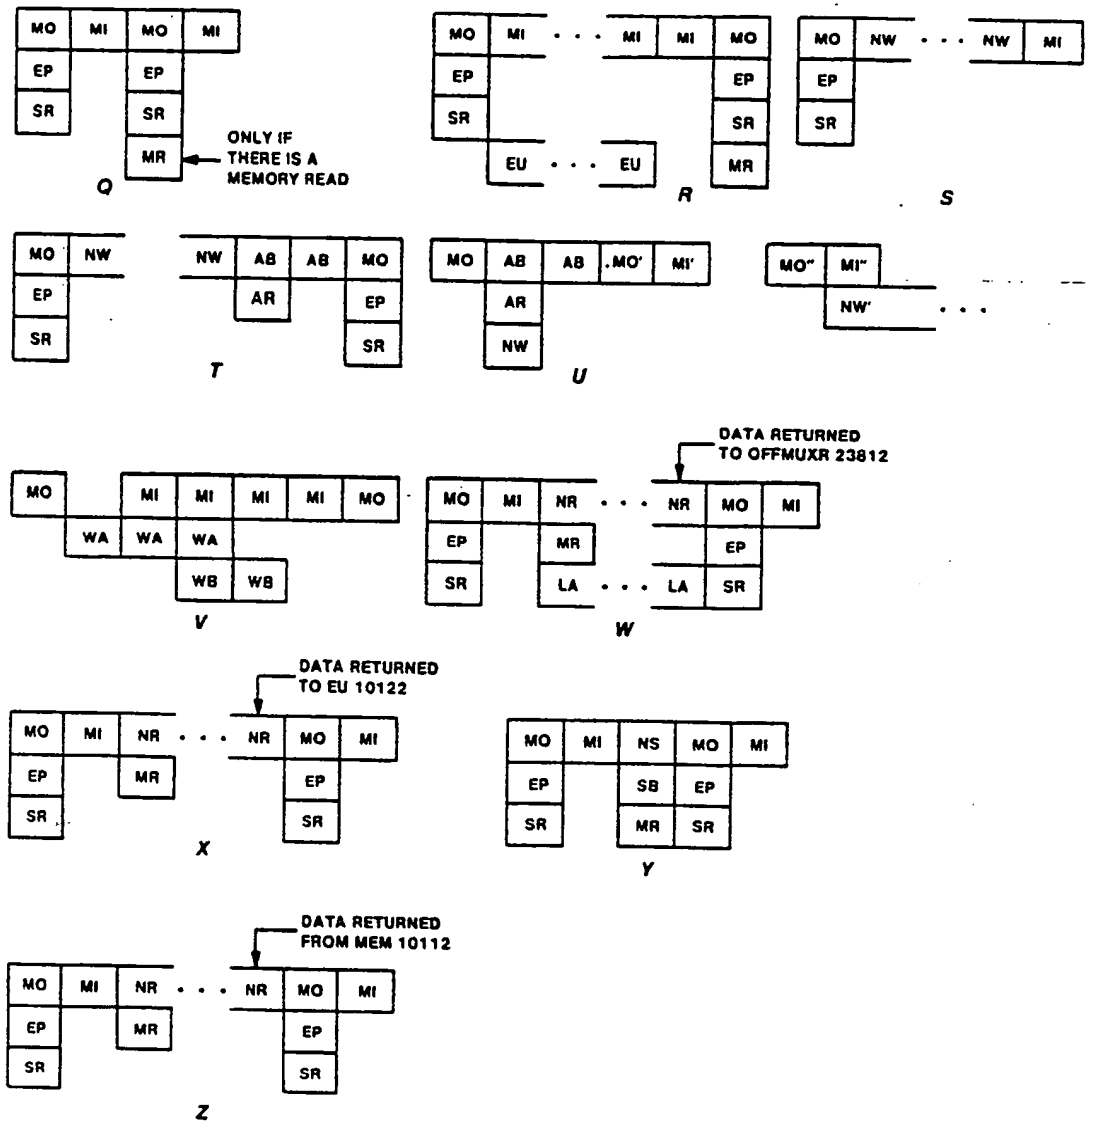 MO MI MO MI
EP EP
SR SR
MR
ONLY IF
THERE IS A
MEMORY READ
Q
MO MI . . . MI MI MO
EP EP
SR SR
EU . . . EU MR
R
MO NW . . . NW MI
EP
SR
S
MO NW NW AB AB MO
EP AR EP
SR SR
T
MO AB AB .MO' MI'
AR
NW
U
MO" MI"
NW' . . .
MO MI MI MI MI MO
WA WA WA
WB WB
V
DATA RETURNED
TO OFFMUXR 23812
MO MI NR . . . NR MO MI
EP MR EP
SR LA . . . LA SR
W
DATA RETURNED
TO EU 10122
MO MI NR . . . NR MO MI
EP MR EP
SR SR
X
MO MI NS MO MI
EP SB EP
SR MR SR
Y
DATA RETURNED
FROM MEM 10112
MO MI NR . . . NR MO MI
EP MR EP
SR SR
Z